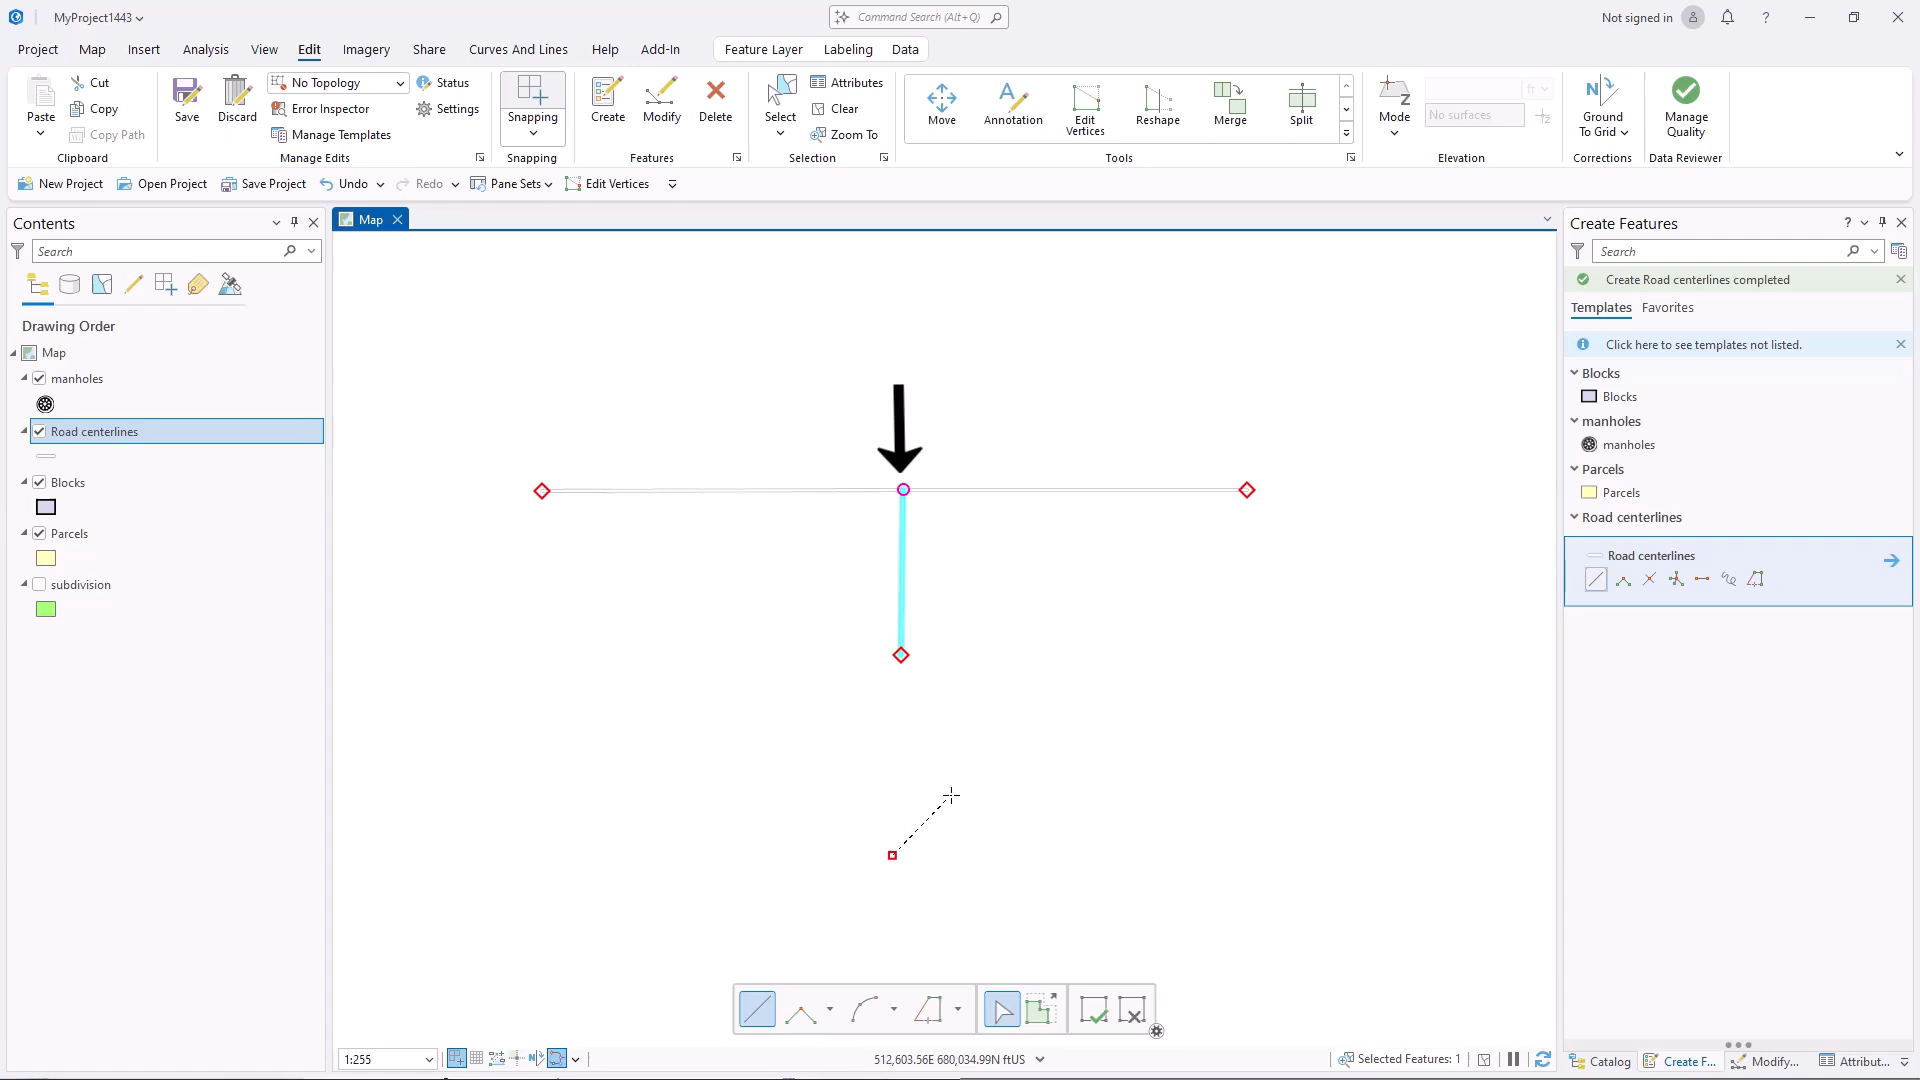 MyProject1443
Command Search (Alt+Q)
Not signed in
Project Map Insert Analysis View Edit Imagery Share Curves And Lines Help Add-In Feature Layer Labeling Data
Paste
Cut
Copy
Copy Path
Clipboard
Save
Discard
No Topology
Error Inspector
Manage Templates
Status
Settings
Manage Edits
Snapping
Snapping
Create
Modify
Delete
Features
Select
Attributes
Clear
Zoom To
Selection
Move
Annotation
Edit
Vertices
Reshape
Merge
Split
Tools
Mode
ft
No surfaces
Elevation
Ground
To Grid
Corrections
Manage
Quality
Data Reviewer
New Project Open Project Save Project Undo Redo Pane Sets Edit Vertices
Contents
Search
Drawing Order
Map
manholes
Road centerlines
Blocks
Parcels
subdivision
Map
Create Features
Search
Create Road centerlines completed
Templates Favorites
Click here to see templates not listed.
Blocks
Blocks
manholes
manholes
Parcels
Parcels
Road centerlines
Road centerlines
1:255
512,603.56E 680,034.99N ftUS
Selected Features: 1
Catalog Create F... Modify... Attribut...